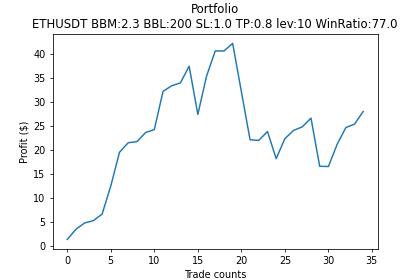 Portfolio
ETHUSDT BBM:2.3 BBL:200 SL:1.0 TP:0.8 lev:10 WinRatio:77.0
40
35
30
25
20
15
10
5
0
Profit ($)
0 5 10 15 20 25 30 35
Trade counts